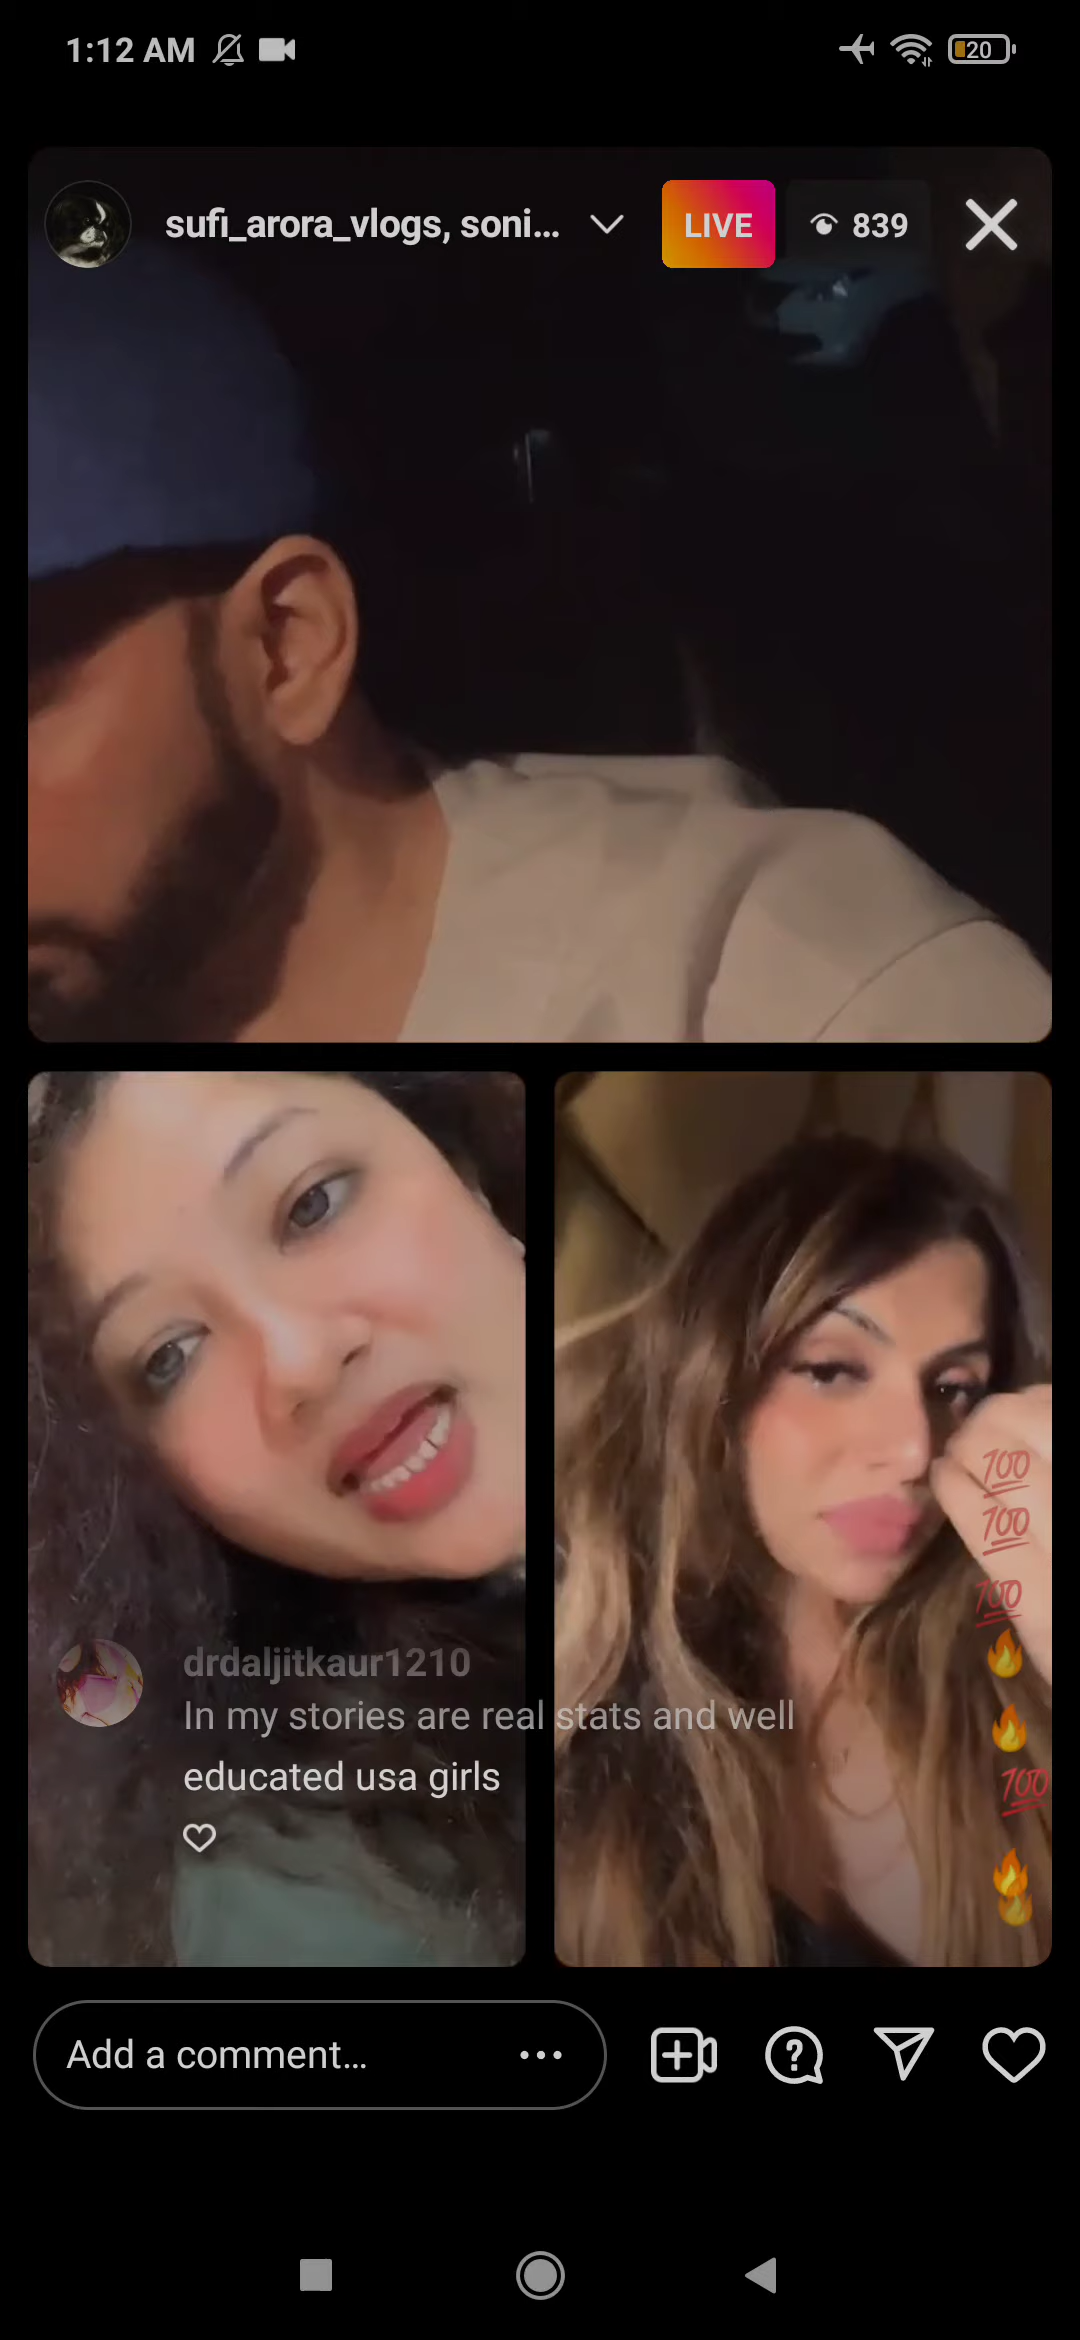 1:12 AM
20
sufi_arora_vlogs, soni...
LIVE
839
drdaljitkaur1210
In my stories are real stats and well
educated usa girls
Add a comment...